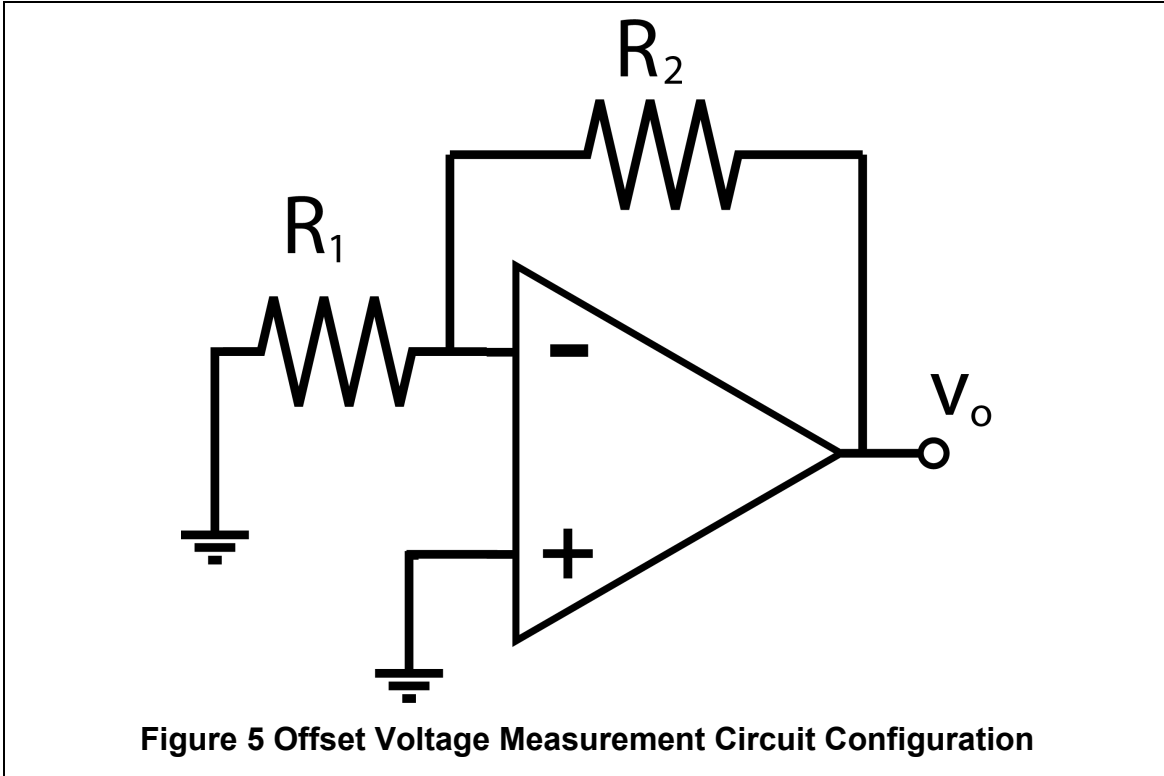 R2
R1
-
vo
+
Figure 5 Offset Voltage Measurement Circuit Configuration